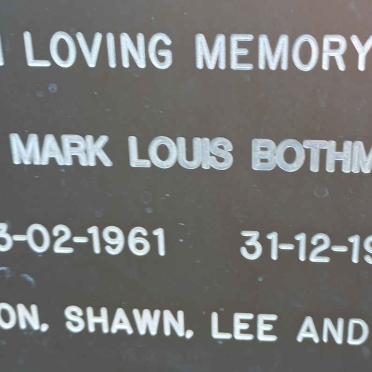 LOVING MEMORY
MARK LOUIS BOTHM
3-02-1961 31-12-19
ON, SHAWN, LEE AND